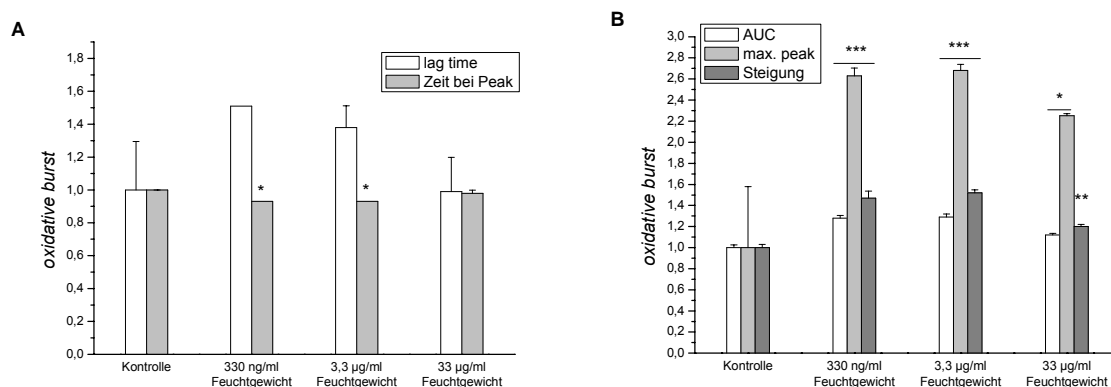 A
oxidative burst
1,8
1,6
1,4
1,2
1,0
0,8
0,6
0,4
0,2
0,0
lag time
Zeit bei Peak
*
*
Kontrolle
330 ng/ml
Feuchtgewicht
3,3 µg/ml
Feuchtgewicht
33 µg/ml
Feuchtgewicht
B
oxidative burst
3,0
2,8
2,6
2,4
2,2
2,0
1,8
1,6
1,4
1,2
1,0
0,8
0,6
0,4
0,2
0,0
AUC
max. peak
Steigung
***
***
*
**
Kontrolle
330 ng/ml
Feuchtgewicht
3,3 µg/ml
Feuchtgewicht
33 µg/ml
Feuchtgewicht